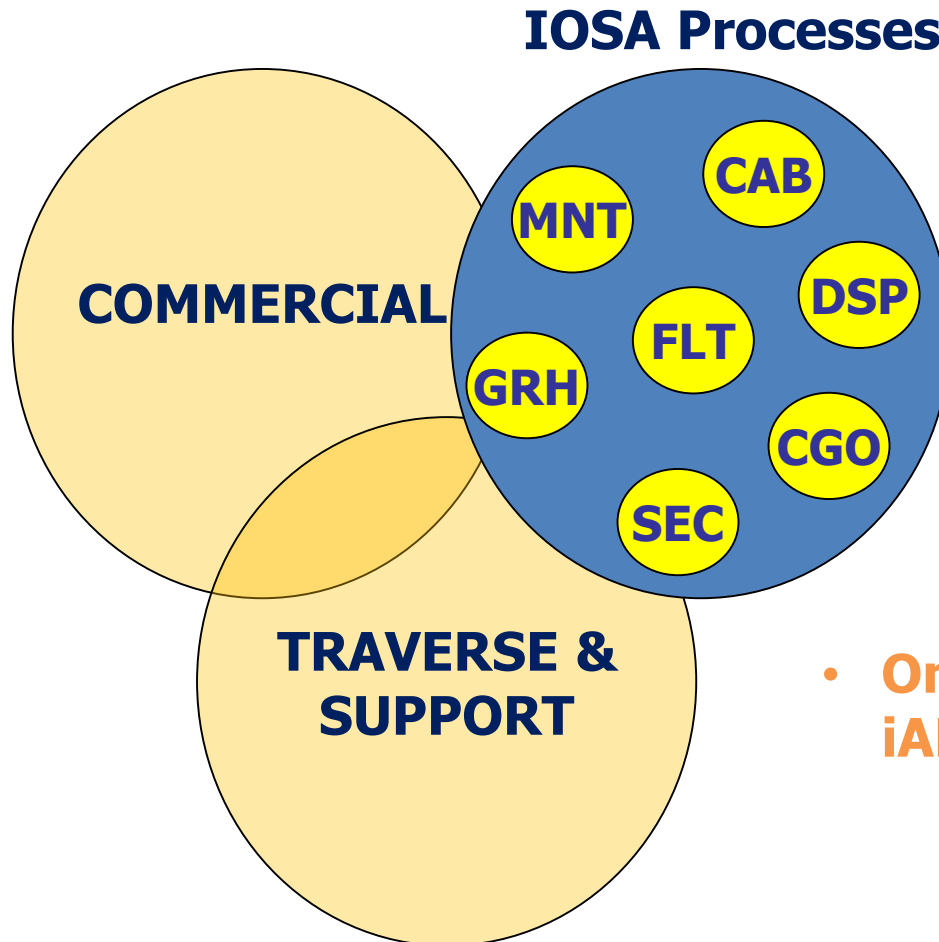 IOSA Processes
CAB
MNT
DSP
COMMERCIAL
FLT
GRH
CGO
SEC
TRAVERSE &
SUPPORT
•